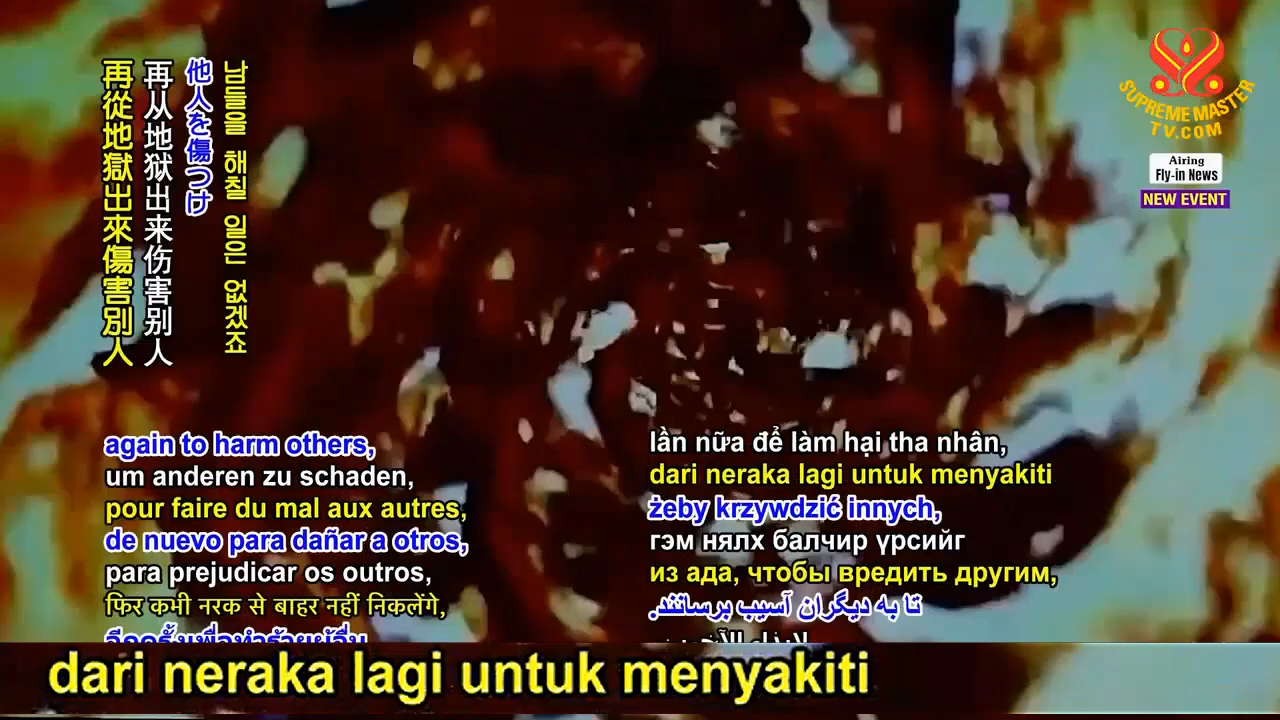 再從地獄出來傷害別人
再从地狱出来伤害别人
他人を傷つけ
남들을 해칠 일은 없겠죠
SUPREME MASTER
TV.COM
Airing
Fly-in News
NEW EVENT
again to harm others,
um anderen zu schaden,
pour faire du mal aux autres,
de nuevo para dañar a otros,
para prejudicar os outros,
फिर कभी नरक से बाहर नहीं निकलेंगे,
lần nữa để làm hại tha nhân,
dari neraka lagi untuk menyakiti
żeby krzywdzić innych,
гэм нялх балчир үрсийг
из ада, чтобы вредить другим,
تا به دیگران آسیب برسانند.
dari neraka lagi untuk menyakiti